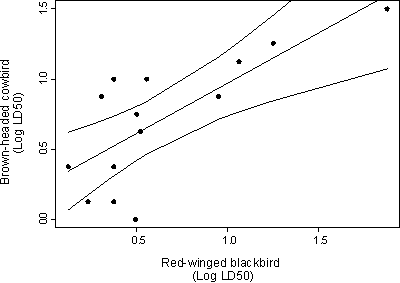 1.5
1.0
0.5
0.0
Brown-headed cowbird
(Log LD50)
0.5 1.0 1.5
Red-winged blackbird
(Log LD50)